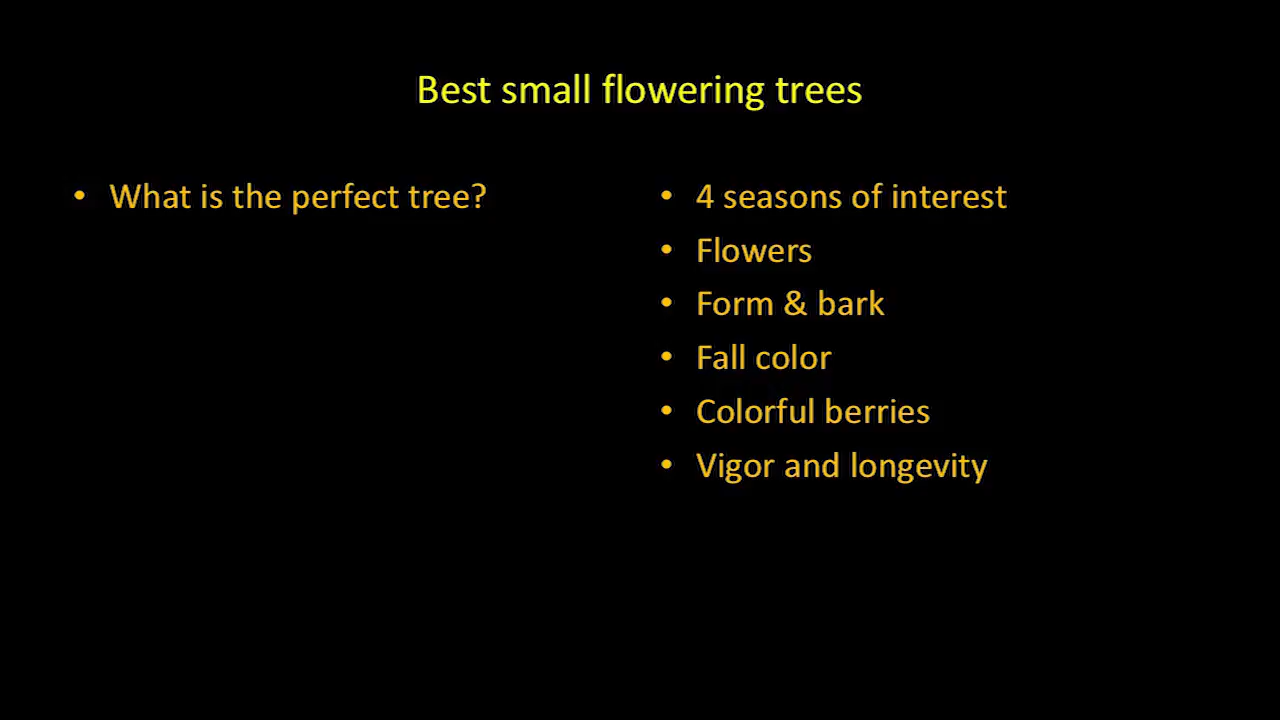 Best small flowering trees
• What is the perfect tree?
• 4 seasons of interest
• Flowers
• Form & bark
• Fall color
• Colorful berries
• Vigor and longevity